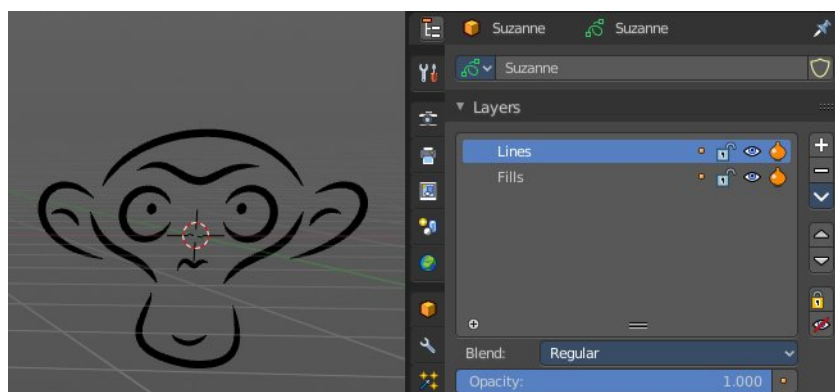 Suzanne Suzanne
Suzanne
Layers
Lines
Fills
Blend: Regular
Opacity: 1.000